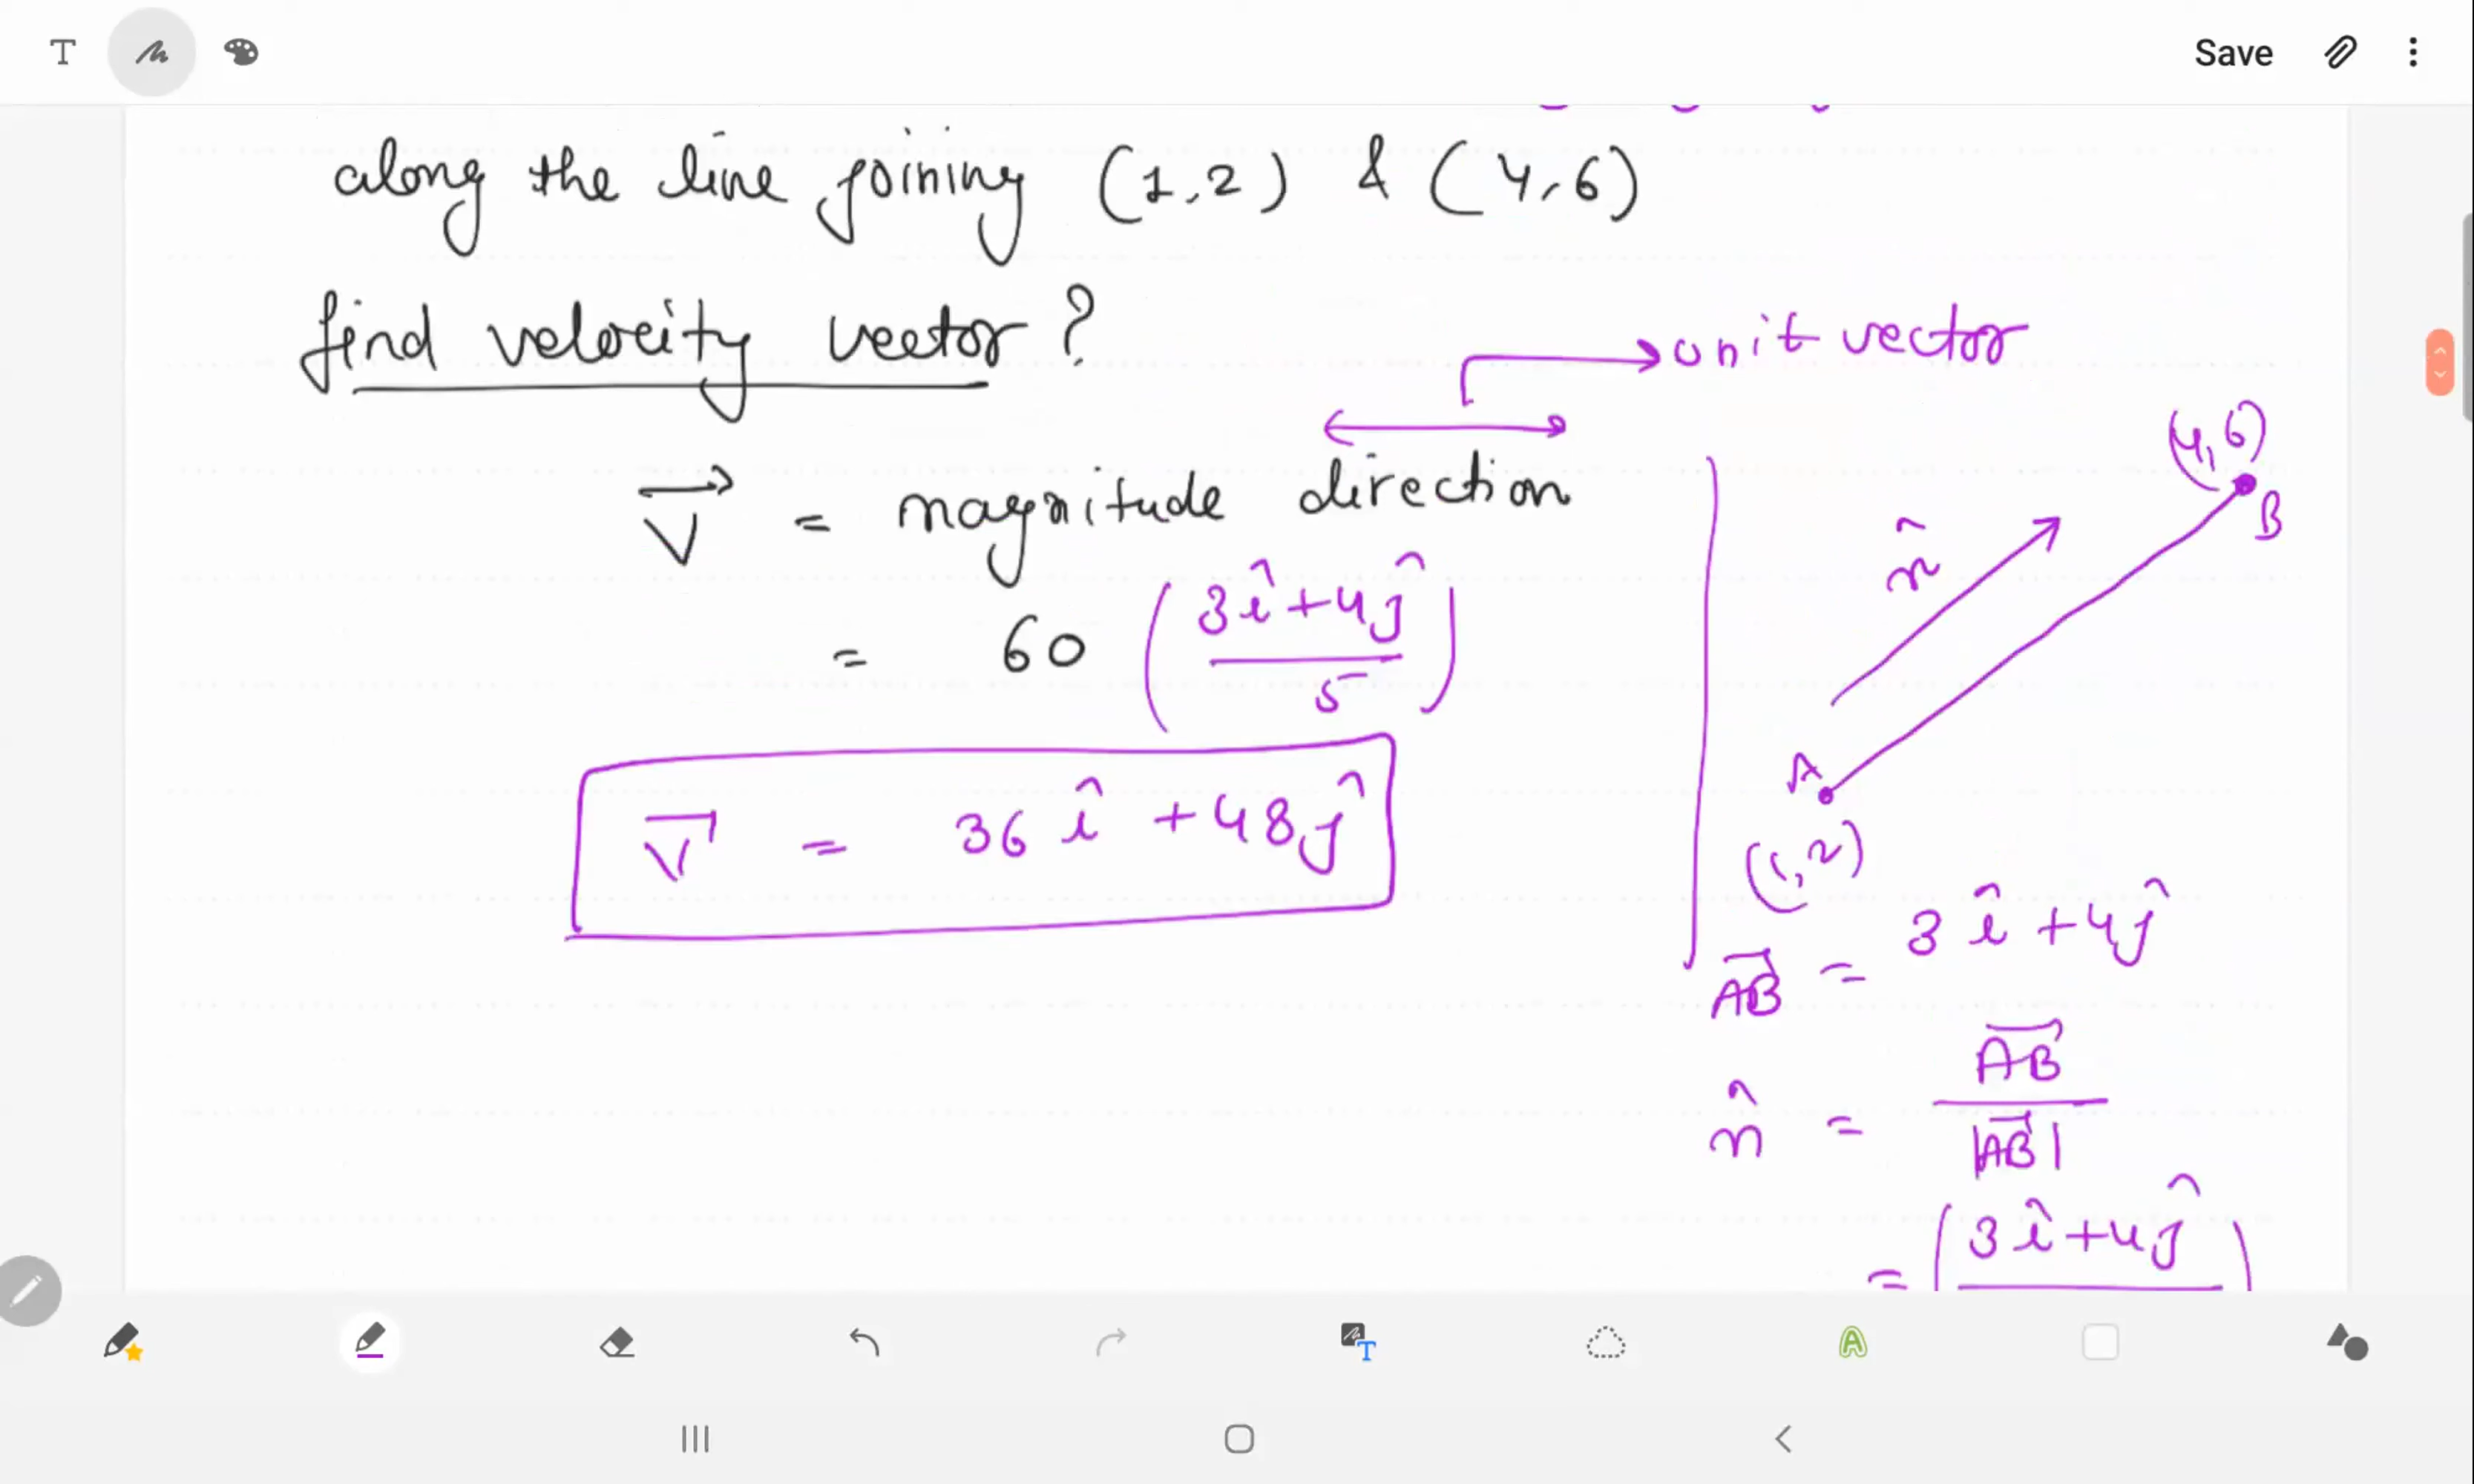 T
Save
along the line joining (1,2) & (4,6)
find velocity vector ?
unit vector
V⃗ = magnitude direction
= 60 (3î+4ĵ / 5)
V⃗ = 36 î + 48 ĵ
(4,6)
B
n̂
A
(1,2)
AB⃗ = 3 î + 4ĵ
n̂ = AB⃗ / |AB⃗|
= (3î+4ĵ)
T
A